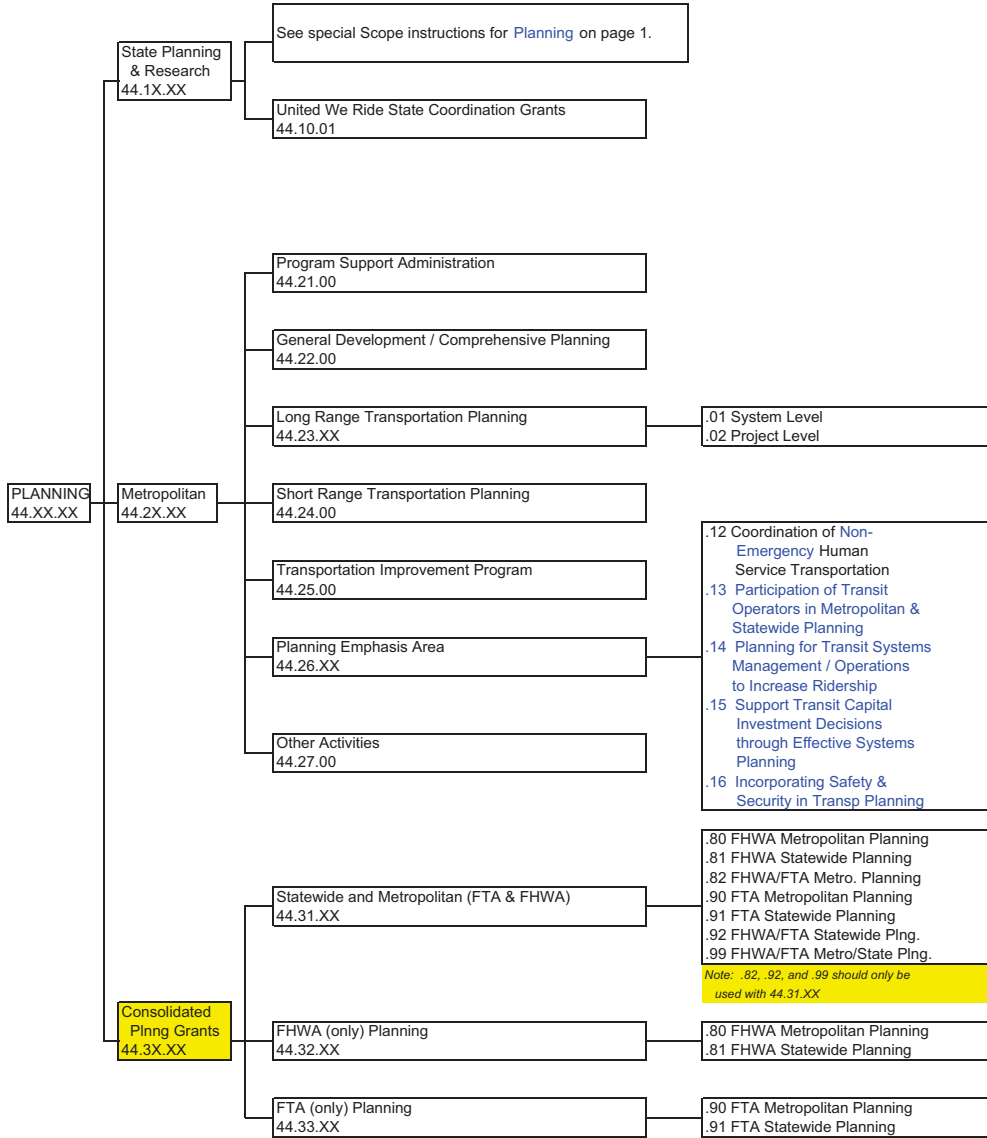 PLANNING
44.XX.XX
State Planning
& Research
44.1X.XX
See special Scope instructions for Planning on page 1.
United We Ride State Coordination Grants
44.10.01
Metropolitan
44.2X.XX
Program Support Administration
44.21.00
General Development / Comprehensive Planning
44.22.00
Long Range Transportation Planning
44.23.XX
.01 System Level
.02 Project Level
Short Range Transportation Planning
44.24.00
Transportation Improvement Program
44.25.00
Planning Emphasis Area
44.26.XX
.12 Coordination of Non-
Emergency Human
Service Transportation
.13 Participation of Transit
Operators in Metropolitan &
Statewide Planning
.14 Planning for Transit Systems
Management / Operations
to Increase Ridership
.15 Support Transit Capital
Investment Decisions
through Effective Systems
Planning
.16 Incorporating Safety &
Security in Transp Planning
Other Activities
44.27.00
Consolidated
Plnng Grants
44.3X.XX
Statewide and Metropolitan (FTA & FHWA)
44.31.XX
.80 FHWA Metropolitan Planning
.81 FHWA Statewide Planning
.82 FHWA/FTA Metro. Planning
.90 FTA Metropolitan Planning
.91 FTA Statewide Planning
.92 FHWA/FTA Statewide Plng.
.99 FHWA/FTA Metro/State Plng.
Note: .82, .92, and .99 should only be
used with 44.31.XX
FHWA (only) Planning
44.32.XX
.80 FHWA Metropolitan Planning
.81 FHWA Statewide Planning
FTA (only) Planning
44.33.XX
.90 FTA Metropolitan Planning
.91 FTA Statewide Planning